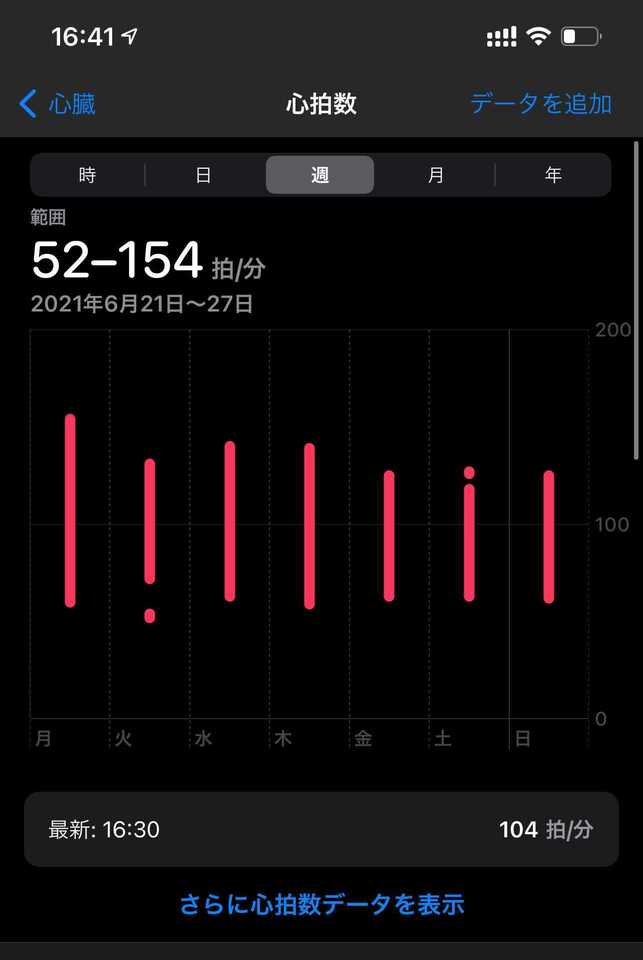 16:41
心臓 心拍数 データを追加
時 日 週 月 年
範囲
52–154 拍/分
2021年6月21日〜27日
200
100
0
月 火 水 木 金 土 日
最新: 16:30 104 拍/分
さらに心拍数データを表示